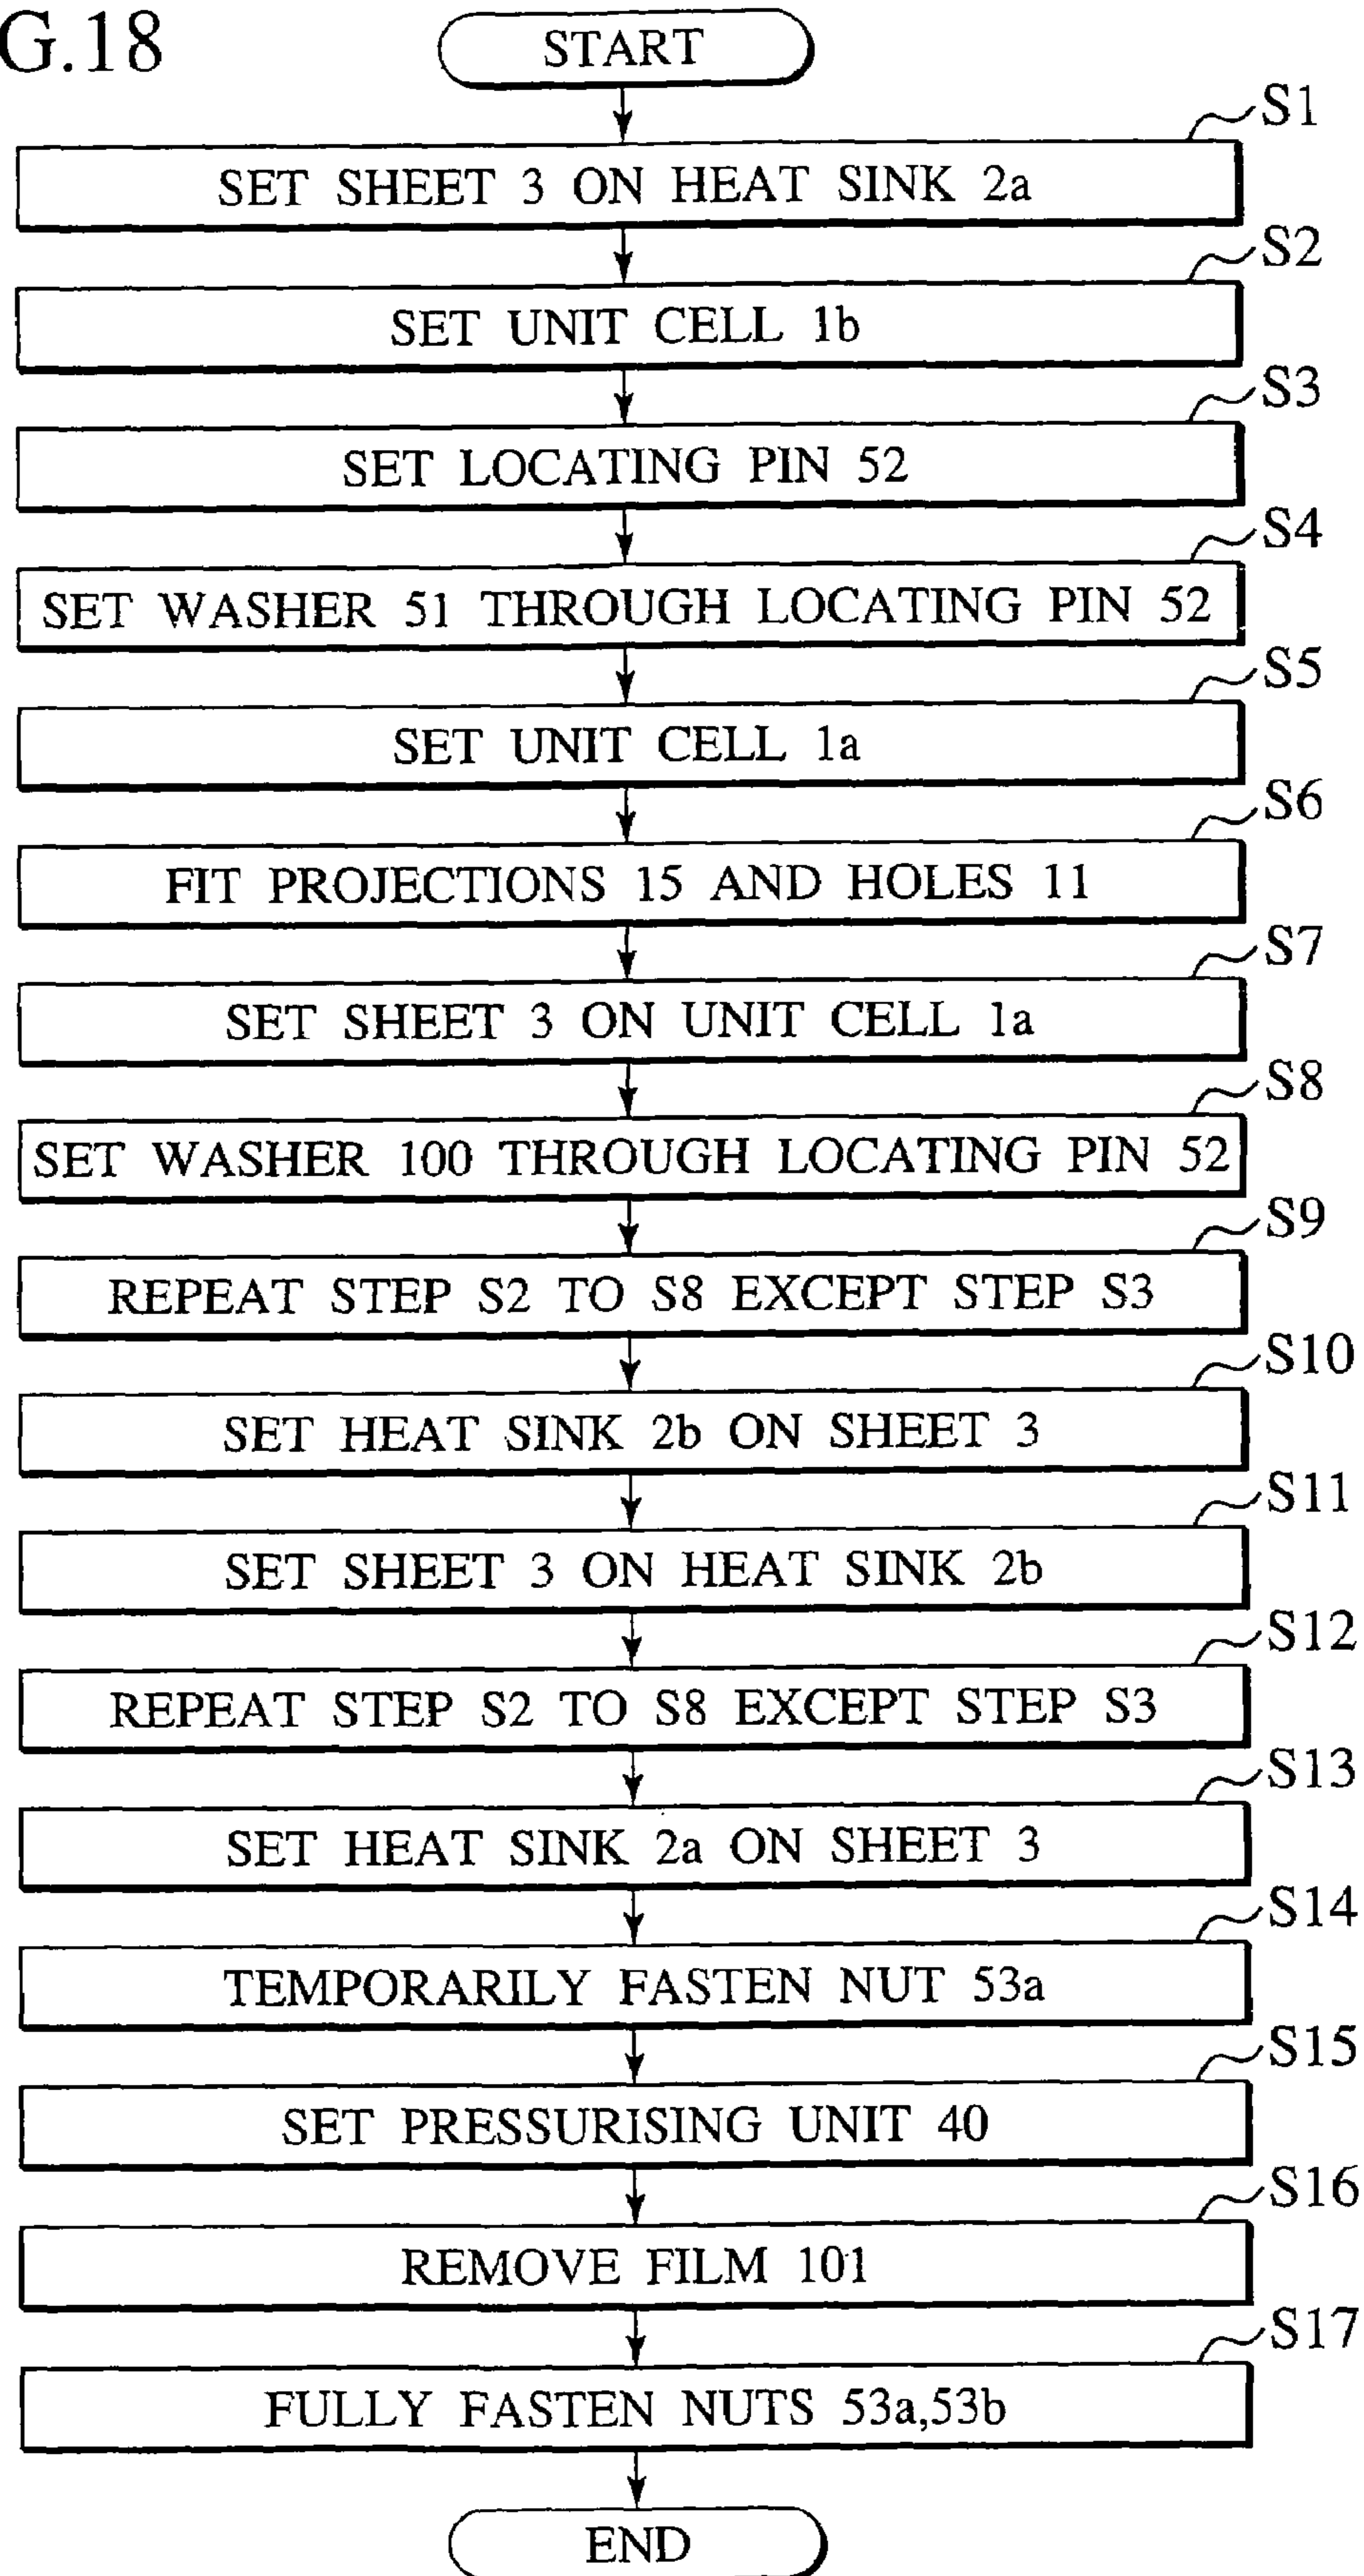 G.18
START
S1
SET SHEET 3 ON HEAT SINK 2a
S2
SET UNIT CELL 1b
S3
SET LOCATING PIN 52
S4
SET WASHER 51 THROUGH LOCATING PIN 52
S5
SET UNIT CELL 1a
S6
FIT PROJECTIONS 15 AND HOLES 11
S7
SET SHEET 3 ON UNIT CELL 1a
S8
SET WASHER 100 THROUGH LOCATING PIN 52
S9
REPEAT STEP S2 TO S8 EXCEPT STEP S3
S10
SET HEAT SINK 2b ON SHEET 3
S11
SET SHEET 3 ON HEAT SINK 2b
S12
REPEAT STEP S2 TO S8 EXCEPT STEP S3
S13
SET HEAT SINK 2a ON SHEET 3
S14
TEMPORARILY FASTEN NUT 53a
S15
SET PRESSURISING UNIT 40
S16
REMOVE FILM 101
S17
FULLY FASTEN NUTS 53a,53b
END